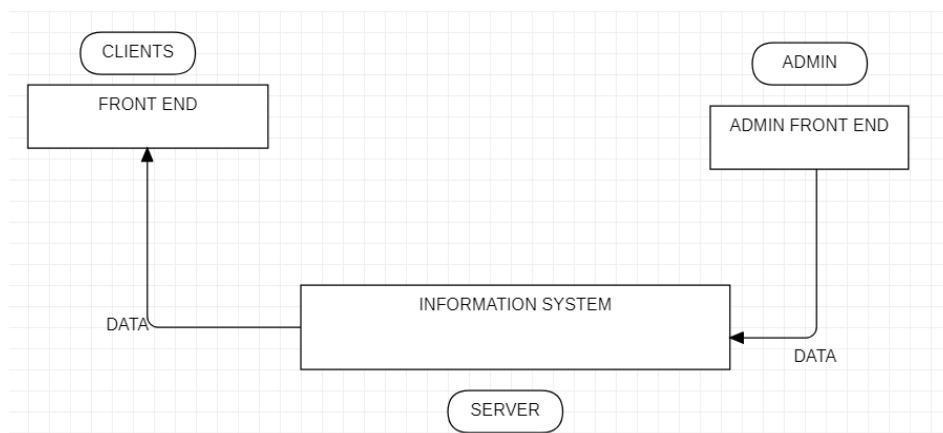 CLIENTS
FRONT END
ADMIN
ADMIN FRONT END
INFORMATION SYSTEM
DATA
DATA
SERVER